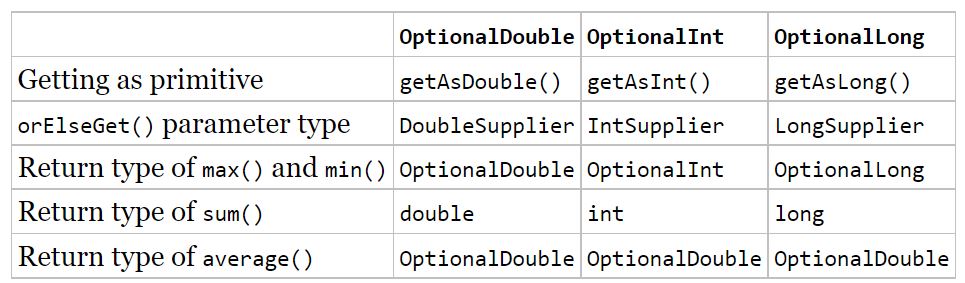 OptionalDouble OptionalInt OptionalLong
Getting as primitive getAsDouble() getAsInt() getAsLong()
orElseGet() parameter type DoubleSupplier IntSupplier LongSupplier
Return type of max() and min() OptionalDouble OptionalInt OptionalLong
Return type of sum() double int long
Return type of average() OptionalDouble OptionalDouble OptionalDouble